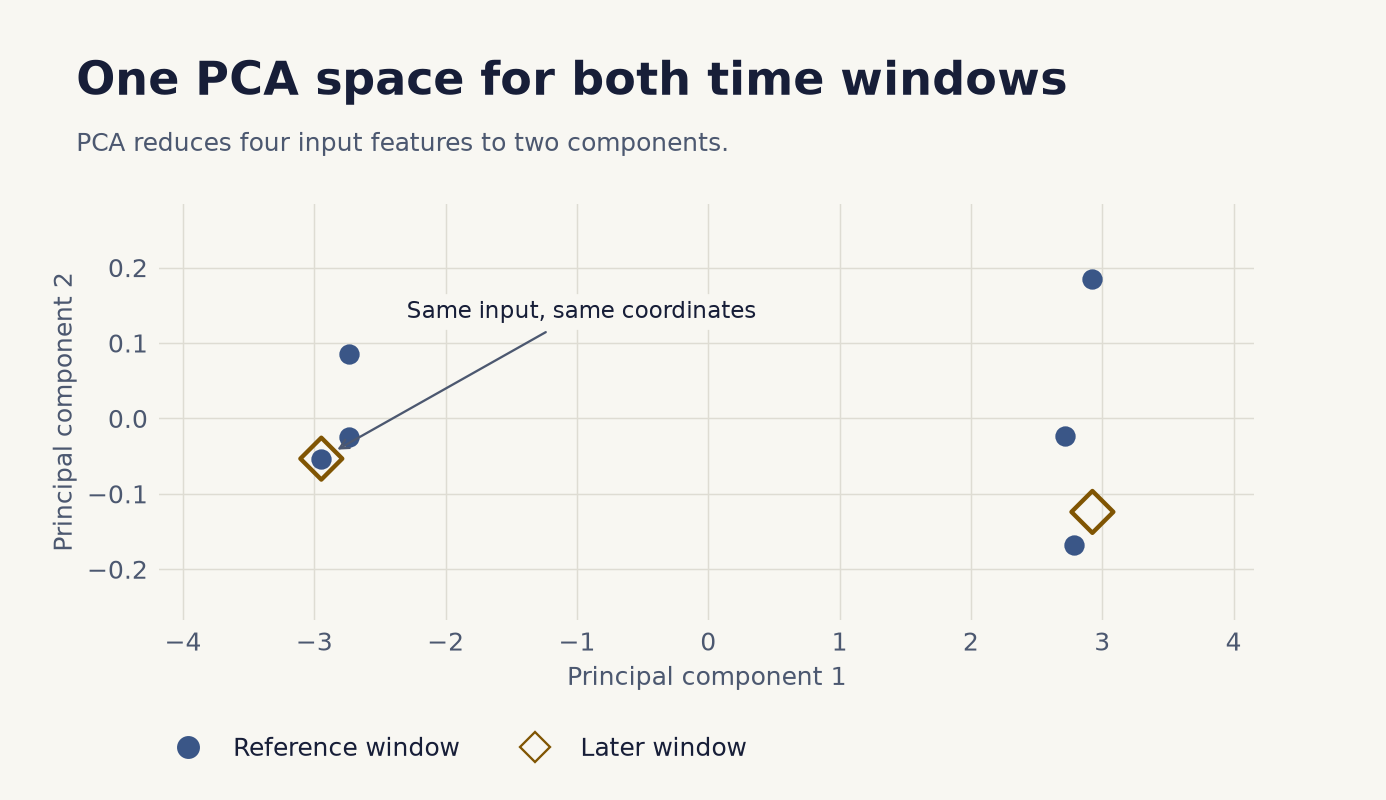 One PCA space for both time windows
PCA reduces four input features to two components.
Principal component 2
0.2
0.1
0.0
−0.1
−0.2
Same input, same coordinates
−4 −3 −2 −1 0 1 2 3 4
Principal component 1
Reference window Later window